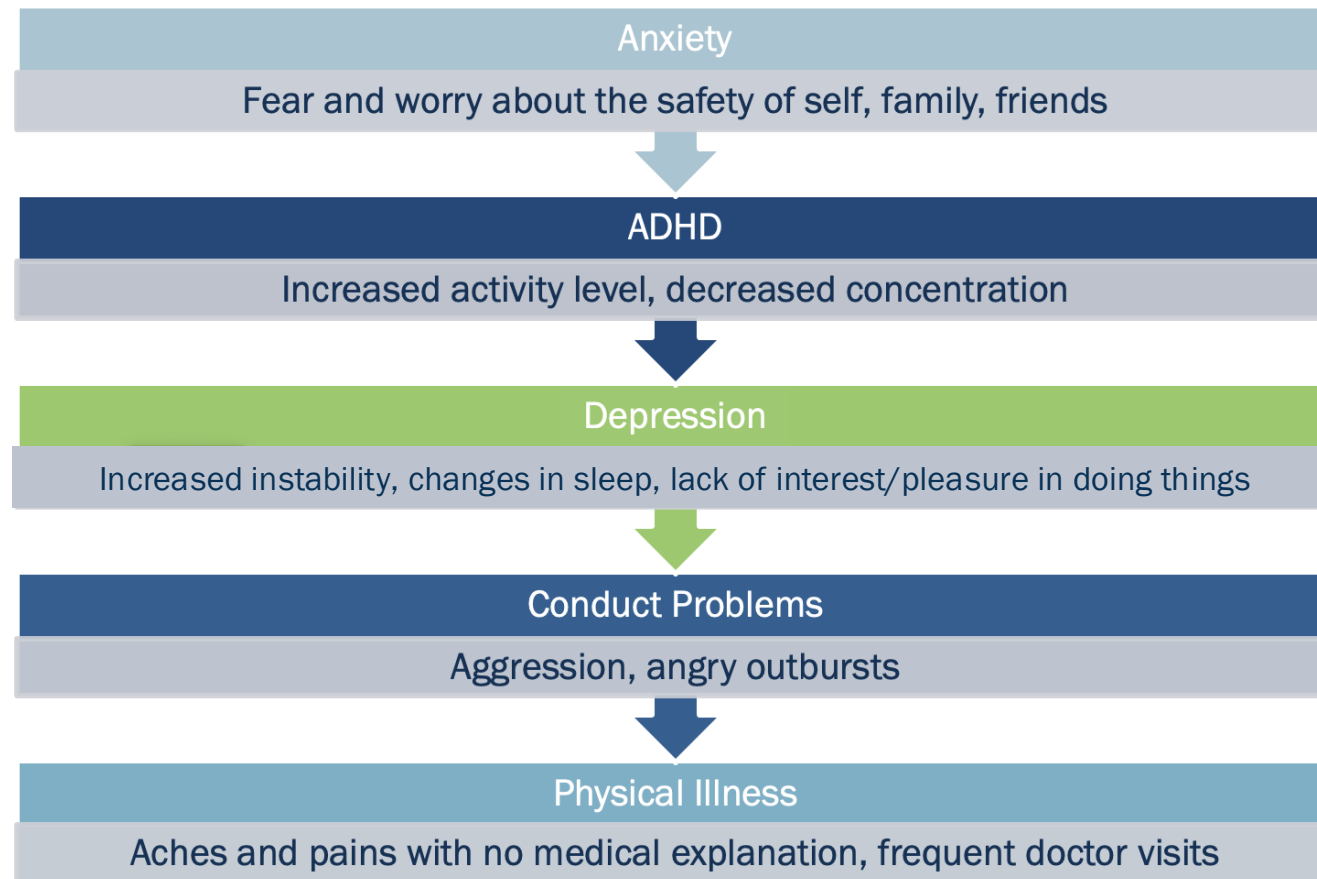 Anxiety
Fear and worry about the safety of self, family, friends
ADHD
Increased activity level, decreased concentration
Depression
Increased instability, changes in sleep, lack of interest/pleasure in doing things
Conduct Problems
Aggression, angry outbursts
Physical Illness
Aches and pains with no medical explanation, frequent doctor visits